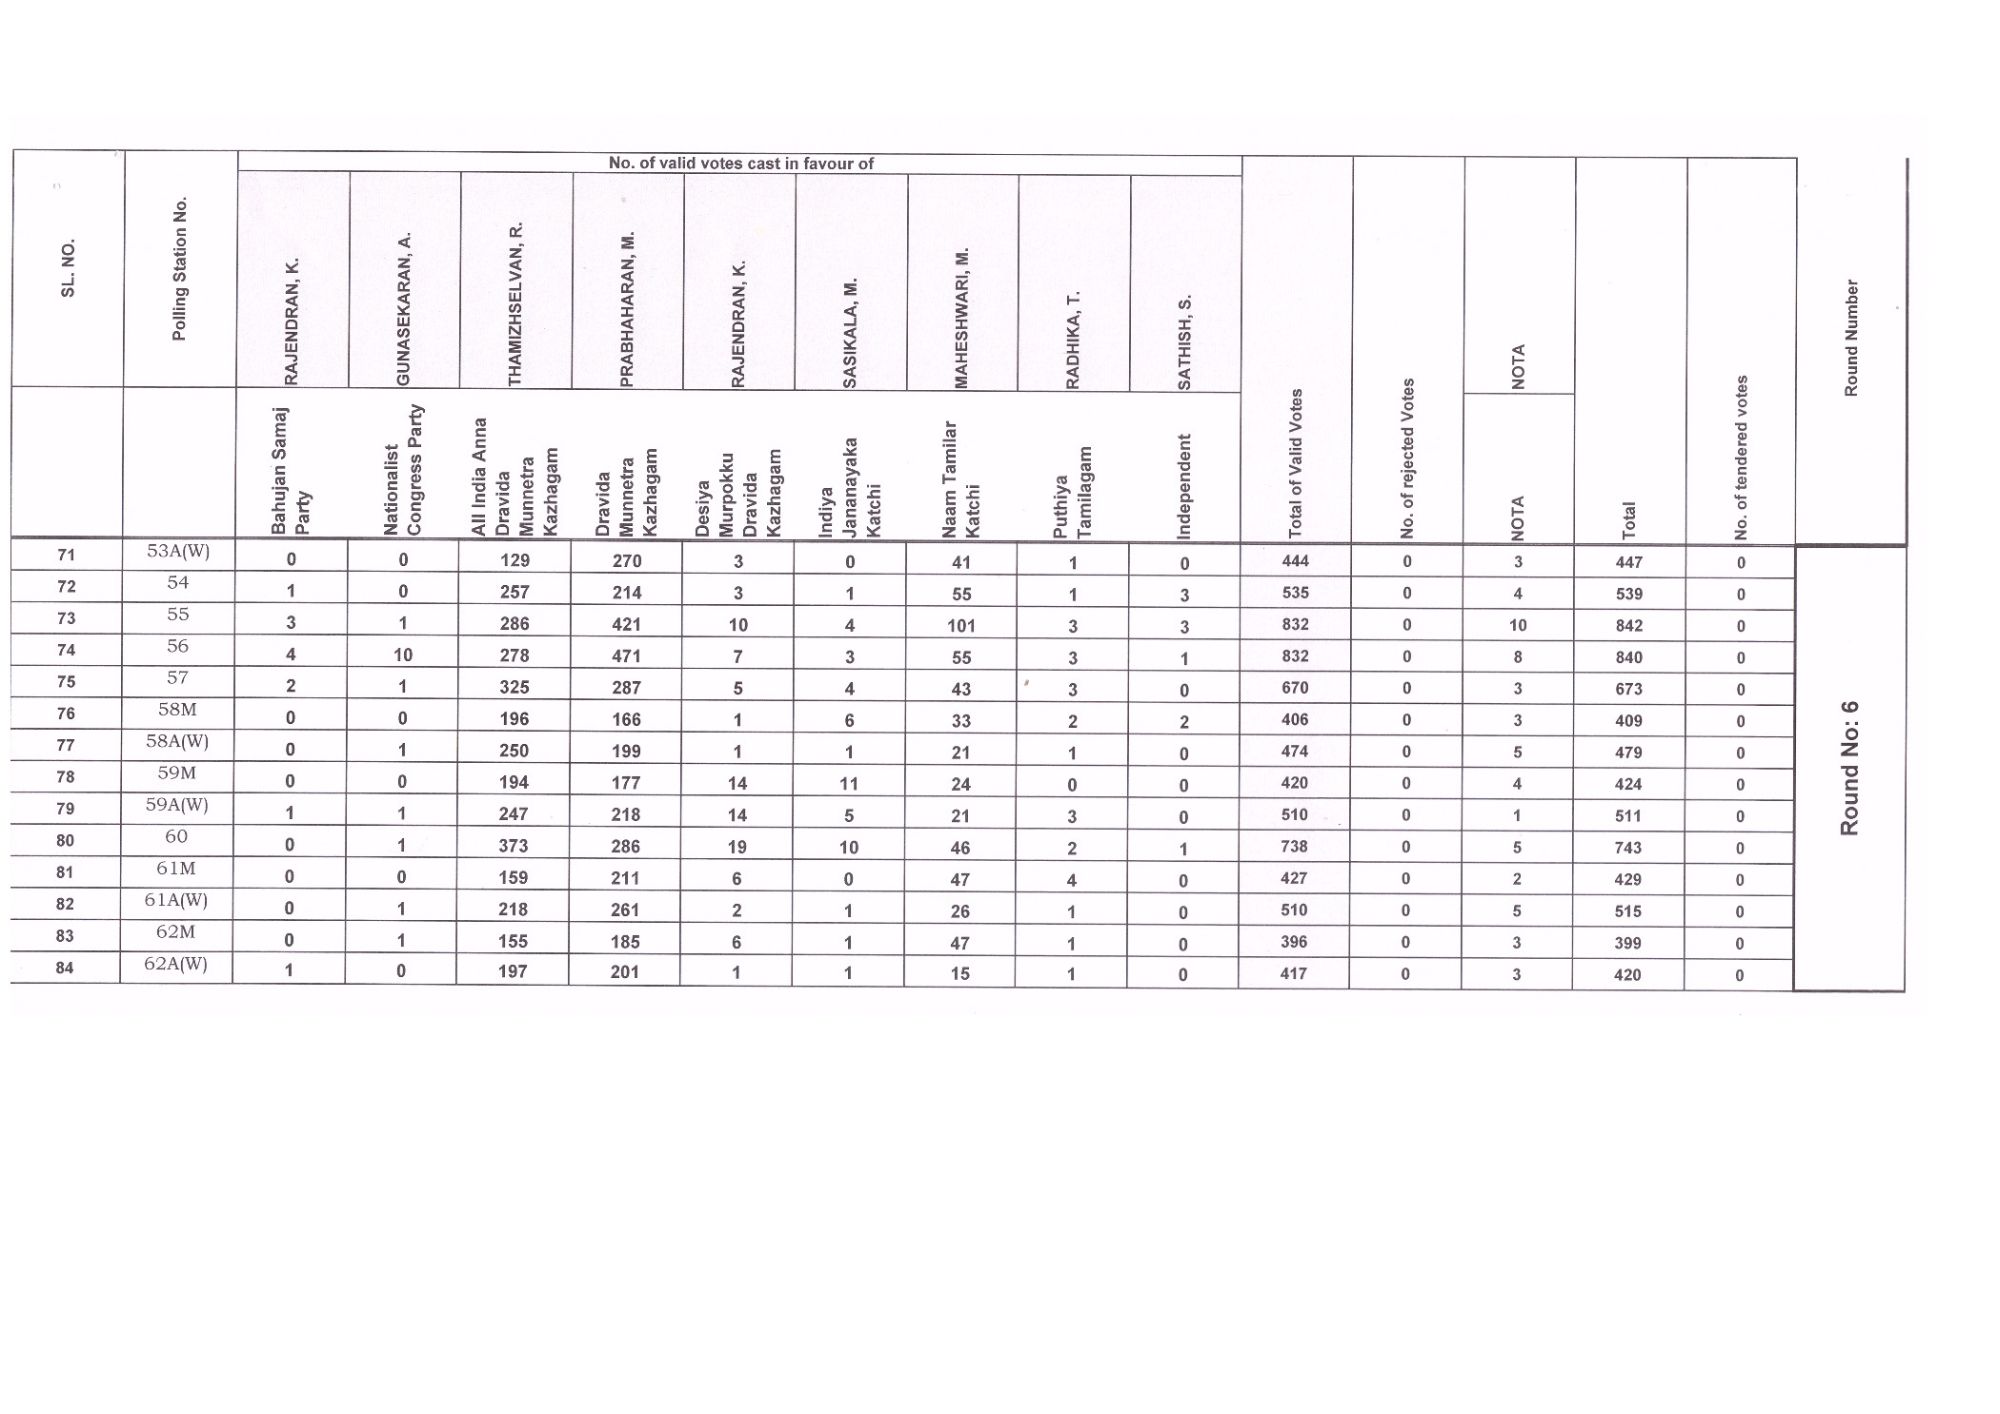 No. of valid votes cast in favour of
SL. NO.
Polling Station No.
RAJENDRAN, K.
GUNASEKARAN, A.
THAMIZHSELVAN, R.
PRABHAHARAN, M.
RAJENDRAN, K.
SASIKALA, M.
MAHESHWARI, M.
RADHIKA, T.
SATHISH, S.
Total of Valid Votes
No. of rejected Votes
NOTA
Total
No. of tendered votes
Round Number
Bahujan Samaj
Party
Nationalist
Congress Party
All India Anna
Dravida
Munnetra
Kazhagam
Dravida
Munnetra
Kazhagam
Desiya
Murpokku
Dravida
Kazhagam
Indiya
Jananayaka
Katchi
Naam Tamilar
Katchi
Puthiya
Tamilagam
Independent
NOTA
71 53A(W) 0 0 129 270 3 0 41 1 0 444 0 3 447 0
72 54 1 0 257 214 3 1 55 1 3 535 0 4 539 0
73 55 3 1 286 421 10 4 101 3 3 832 0 10 842 0
74 56 4 10 278 471 7 3 55 3 1 832 0 8 840 0
75 57 2 1 325 287 5 4 43 3 0 670 0 3 673 0
76 58M 0 0 196 166 1 6 33 2 2 406 0 3 409 0
77 58A(W) 0 1 250 199 1 1 21 1 0 474 0 5 479 0
78 59M 0 0 194 177 14 11 24 0 0 420 0 4 424 0
79 59A(W) 1 1 247 218 14 5 21 3 0 510 0 1 511 0
80 60 0 1 373 286 19 10 46 2 1 738 0 5 743 0
81 61M 0 0 159 211 6 0 47 4 0 427 0 2 429 0
82 61A(W) 0 1 218 261 2 1 26 1 0 510 0 5 515 0
83 62M 0 1 155 185 6 1 47 1 0 396 0 3 399 0
84 62A(W) 1 0 197 201 1 1 15 1 0 417 0 3 420 0
Round No: 6